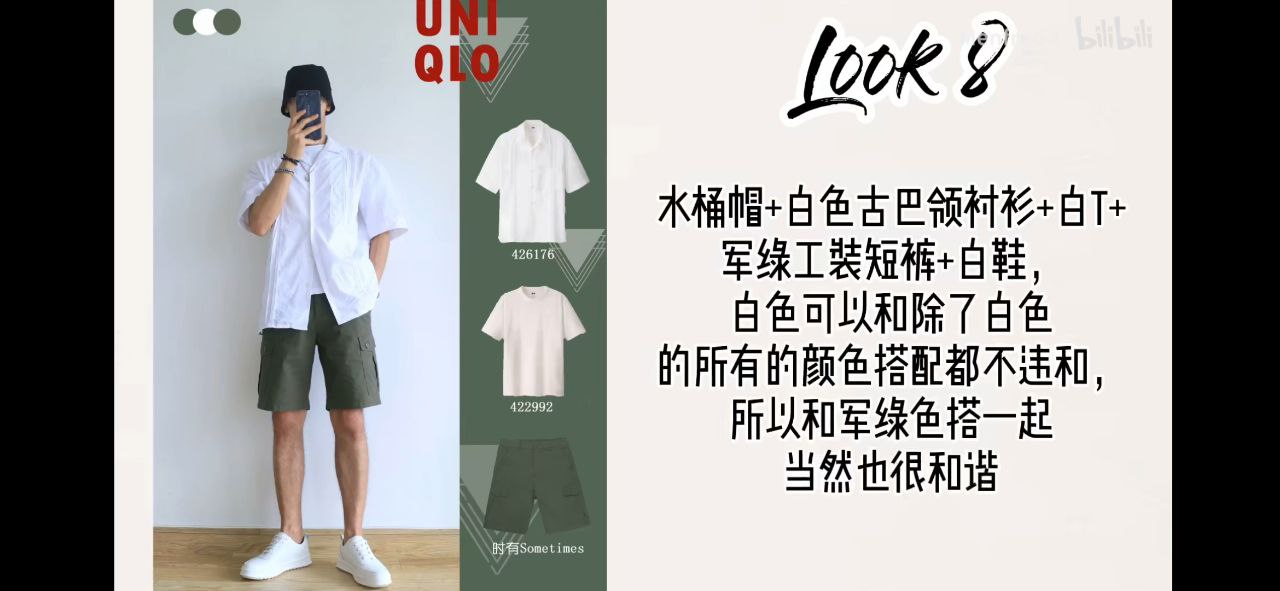 UNI
QLO
426176
422992
时有Sometimes
Look 8
bilibili
水桶帽+白色古巴领衬衫+白T+
军绿工装短裤+白鞋,
白色可以和除了白色
的所有的颜色搭配都不违和,
所以和军绿色搭一起
当然也很和谐